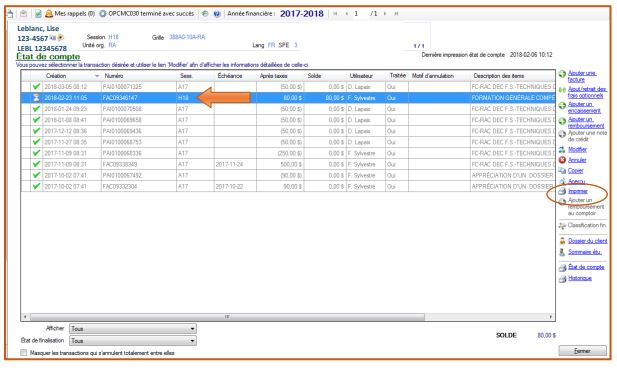 Mes rappels (0) OPCMC030 terminé avec succès Année financière : 2017-2018 1 /1
Leblanc, Lise
123-4567 Session H18 Grille 388A0-10A-RA
LEBL 12345678 Unité org. RA Lang FR SPE 3 1 / 1
État de compte Dernière impression état de compte 2018-02-06 10:12
Vous pouvez sélectionner la transaction désirée et utiliser le lien 'Modifier' afin d'afficher les informations détaillées de celle-ci
Création Numéro Sess. Échéance Après taxes Solde Utilisateur Traitée Motif d'annulation Description des items
2018-03-05 08:12 PAI0100071325 A17 (50,00 $) 0,00 $ D. Lapaix Oui FC-RAC DEC F.S.-TECHNIQUES D
2018-02-23 11:05 FAC09346147 H18 80,00 $ 80,00 $ F. Sylvestre Oui FORMATION GÉNÉRALE COMPÉ
2018-01-24 09:23 PAI0100070508 A17 (50,00 $) 0,00 $ D. Lapaix Oui FC-RAC DEC F.S.-TECHNIQUES D
2018-01-08 08:41 PAI0100069658 A17 (50,00 $) 0,00 $ D. Lapaix Oui FC-RAC DEC F.S.-TECHNIQUES D
2017-12-12 09:36 PAI0100069436 A17 (50,00 $) 0,00 $ D. Lapaix Oui FC-RAC DEC F.S.-TECHNIQUES D
2017-11-27 08:35 PAI0100068753 A17 (50,00 $) 0,00 $ D. Lapaix Oui FC-RAC DEC F.S.-TECHNIQUES D
2017-11-09 08:31 PAI0100068336 A17 (250,00 $) 0,00 $ F. Sylvestre Oui FC-RAC DEC F.S.-TECHNIQUES D
2017-11-09 08:31 FAC09339349 A17 2017-11-24 500,00 $ 0,00 $ F. Sylvestre Oui FC-RAC DEC F.S.-TECHNIQUES D
2017-10-02 07:41 PAI0100067492 A17 (90,00 $) 0,00 $ F. Sylvestre Oui APPRÉCIATION D'UN DOSSIER
2017-10-02 07:41 FAC09332304 A17 2017-10-22 90,00 $ 0,00 $ F. Sylvestre Oui APPRÉCIATION D'UN DOSSIER
Ajouter une
facture
Ajout/retrait des
frais optionnels
Ajouter un
encaissement
Ajouter un
remboursement
Ajouter une note
de crédit
Modifier
Annuler
Copier
Aperçu
Imprimer
Ajouter un
remboursement
au comptoir
Classification fin.
Dossier du client
Sommaire étu.
État de compte
Historique
Afficher Tous
État de finalisation Tous SOLDE 80,00 $
Masquer les transactions qui s'annulent totalement entre elles Fermer